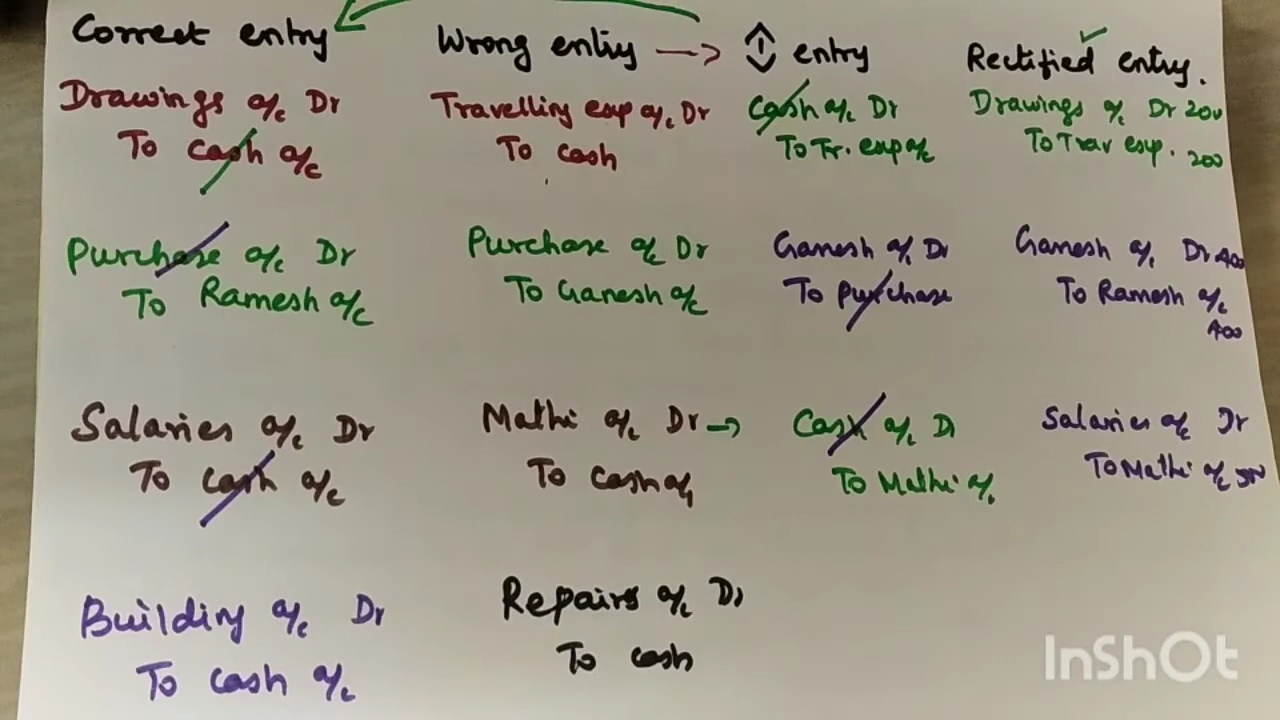 Correct entry Wrong entry → entry Rectified entry.
Drawings a/c Dr Travelling exp a/c Dr Cash a/c Dr Drawings a/c Dr 200
To cash a/c To cash To Tr. exp a/c To Trav exp. 200
Purchase a/c Dr Purchase a/c Dr Ganesh a/c Dr Ganesh a/c Dr 400
To Ramesh a/c To Ganesh a/c To purchase To Ramesh a/c
400
Salaries a/c Dr Mathi a/c Dr → Cash a/c D Salaries a/c Dr
To cash a/c To Cash a/c To Mathi a/c To Mathi a/c
Building a/c Dr Repairs a/c Dr
To cash a/c To cash
InShOt